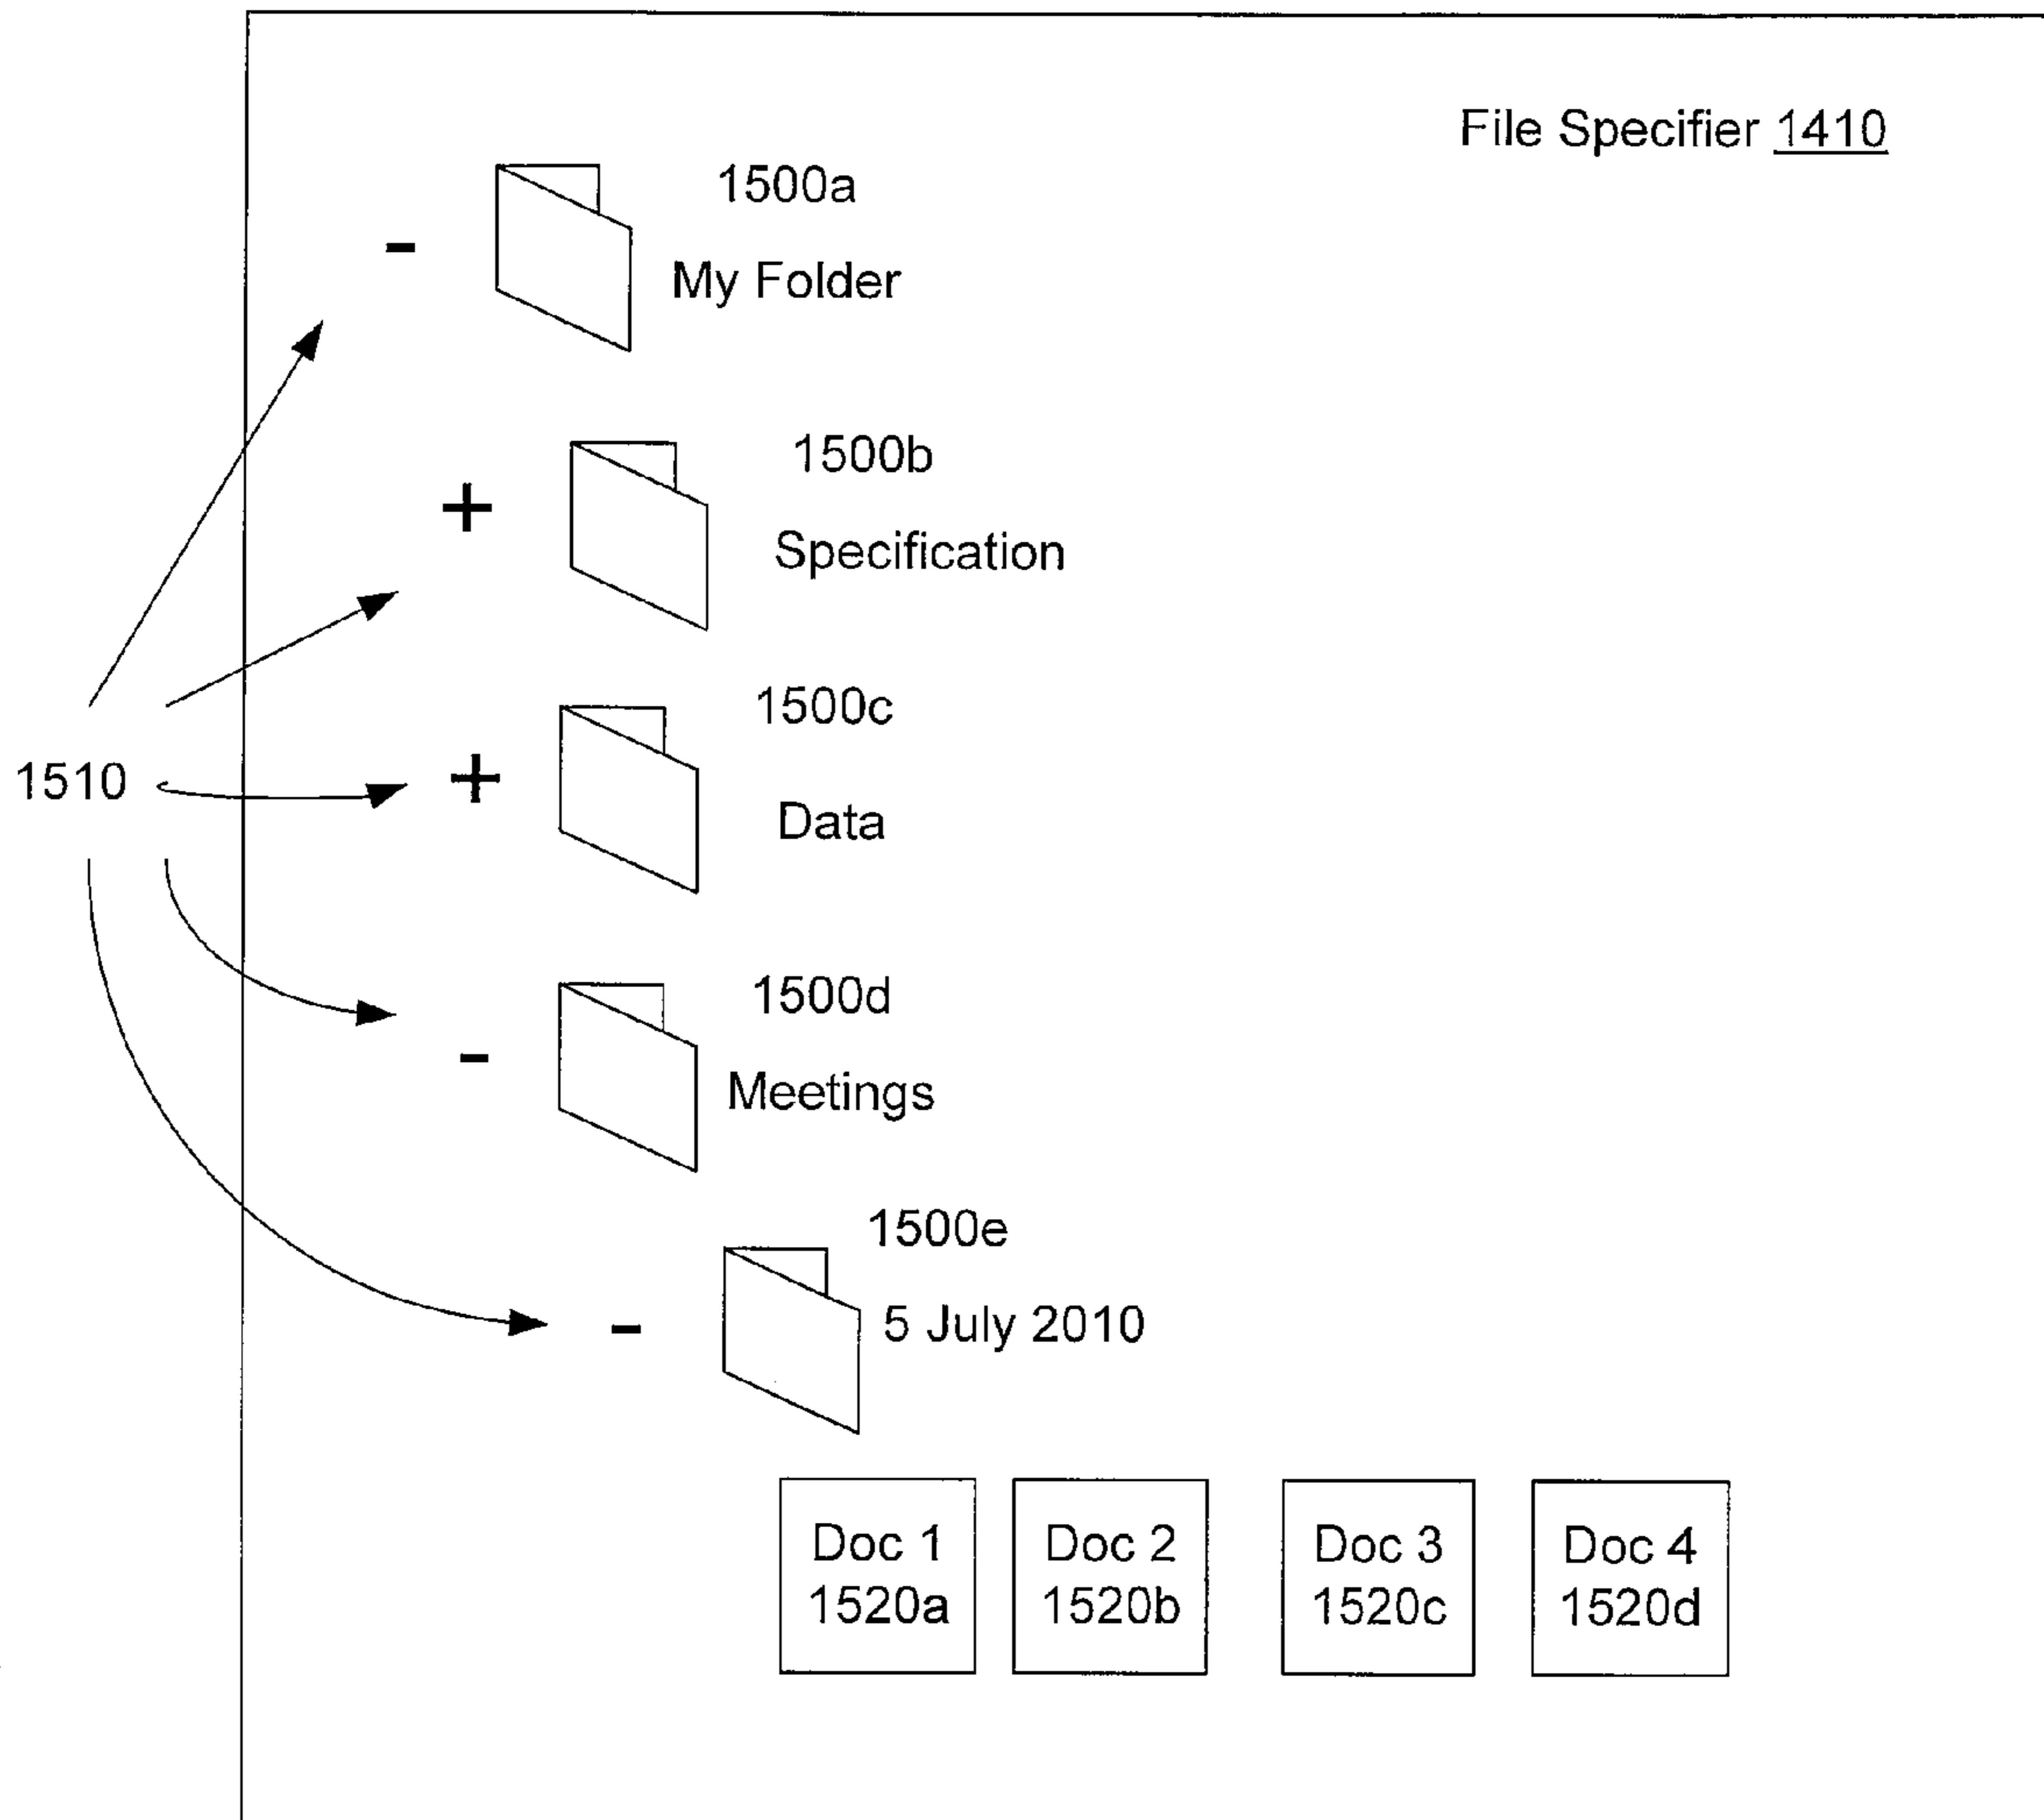 File Specifier 1410
1500a
- My Folder
1500b
+ Specification
1500c
1510 + Data
1500d
- Meetings
1500e
- 5 July 2010
Doc 1 Doc 2 Doc 3 Doc 4
1520a 1520b 1520c 1520d